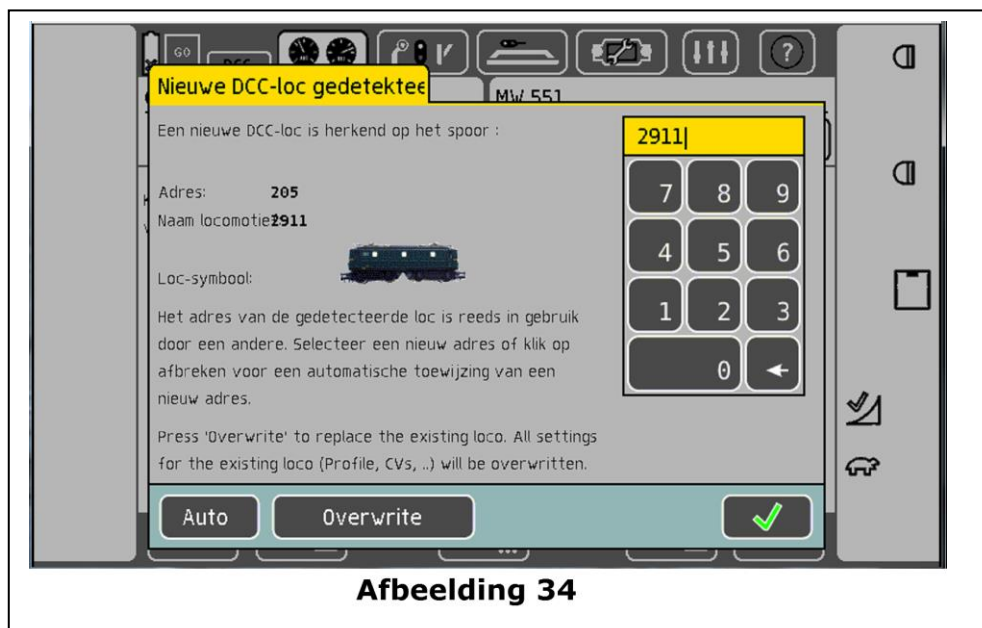 GO
DCC
?
Nieuwe DCC-loc gedetektee
MW 551
Een nieuwe DCC-loc is herkend op het spoor :
2911
Adres: 205
Naam locomotief 2911
Loc-symbool:
7 8 9
4 5 6
1 2 3
0
Het adres van de gedetecteerde loc is reeds in gebruik
door een andere. Selecteer een nieuw adres of klik op
afbreken voor een automatische toewijzing van een
nieuw adres.
Press 'Overwrite' to replace the existing loco. All settings
for the existing loco (Profile, CVs, ..) will be overwritten.
Auto Overwrite
Afbeelding 34